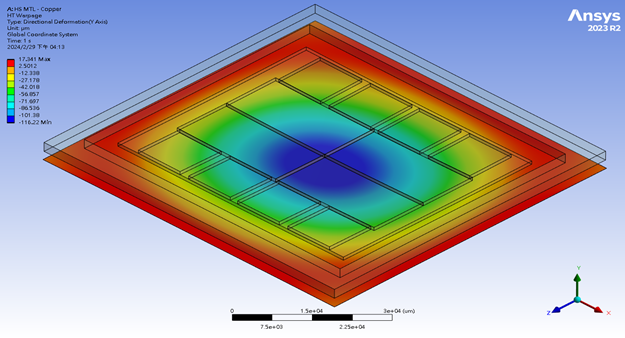 A: HS MTL - Copper
HT Warpage
Type: Directional Deformation(Y Axis)
Unit: µm
Global Coordinate System
Time: 1 s
2024/2/29 下午 04:13
17.341 Max
2.5012
-12.338
-27.178
-42.018
-56.857
-71.697
-86.536
-101.38
-116.22 Min
Ansys
2023 R2
0
1.5e+04
3e+04 (um)
7.5e+03
2.25e+04
Y
Z
X